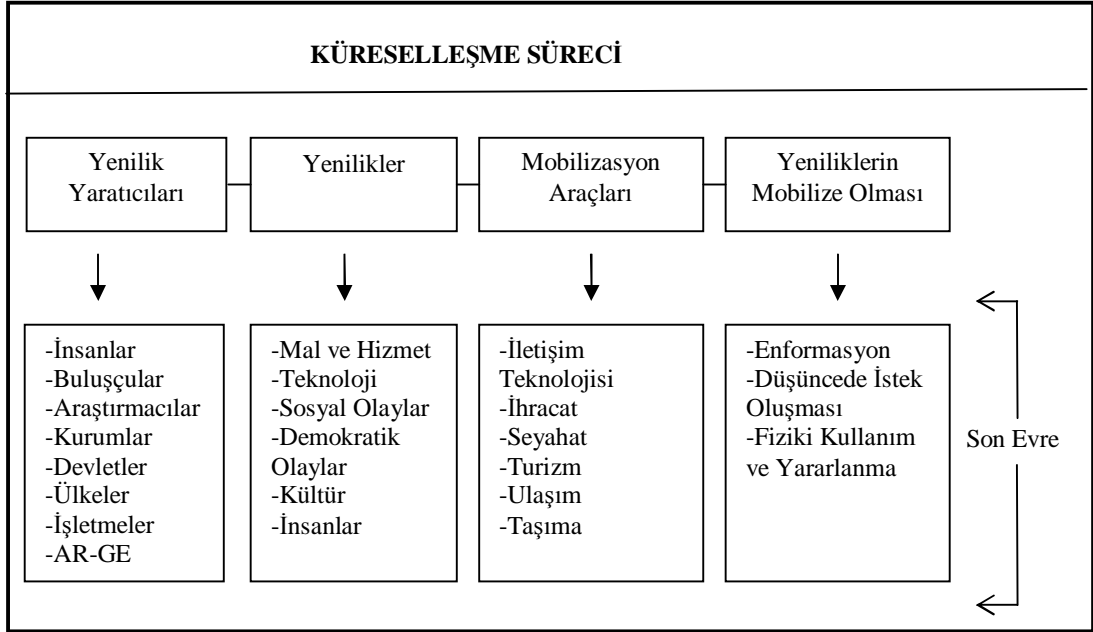 KÜRESELLEŞME SÜRECİ
Yenilik
Yaratıcıları
Yenilikler
Mobilizasyon
Araçları
Yeniliklerin
Mobilize Olması
-İnsanlar
-Buluşçular
-Araştırmacılar
-Kurumlar
-Devletler
-Ülkeler
-İşletmeler
-AR-GE
-Mal ve Hizmet
-Teknoloji
-Sosyal Olaylar
-Demokratik
Olaylar
-Kültür
-İnsanlar
-İletişim
Teknolojisi
-İhracat
-Seyahat
-Turizm
-Ulaşım
-Taşıma
-Enformasyon
-Düşüncede İstek
Oluşması
-Fiziki Kullanım
ve Yararlanma
Son Evre